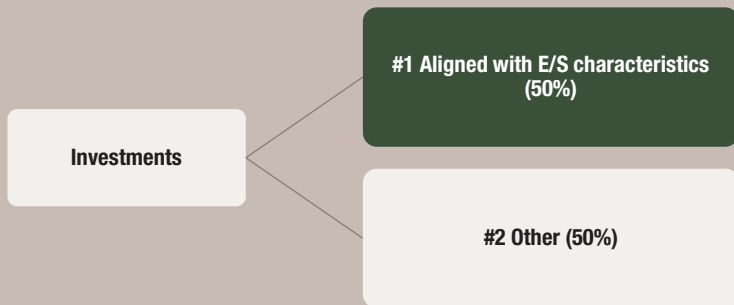 #1 Aligned with E/S characteristics
(50%)
Investments
#2 Other (50%)